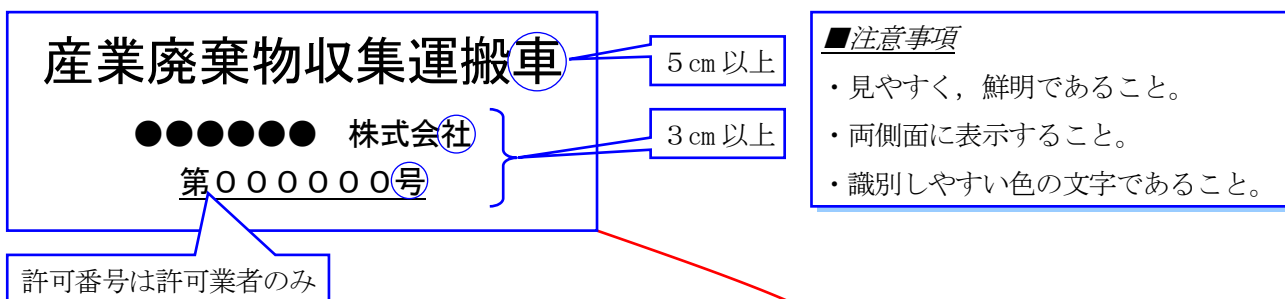 産業廃棄物収集運搬車
●●●●●●　株式会社
第００００００号
５cm以上
３cm以上
許可番号は許可業者のみ
■注意事項
・見やすく，鮮明であること。
・両側面に表示すること。
・識別しやすい色の文字であること。